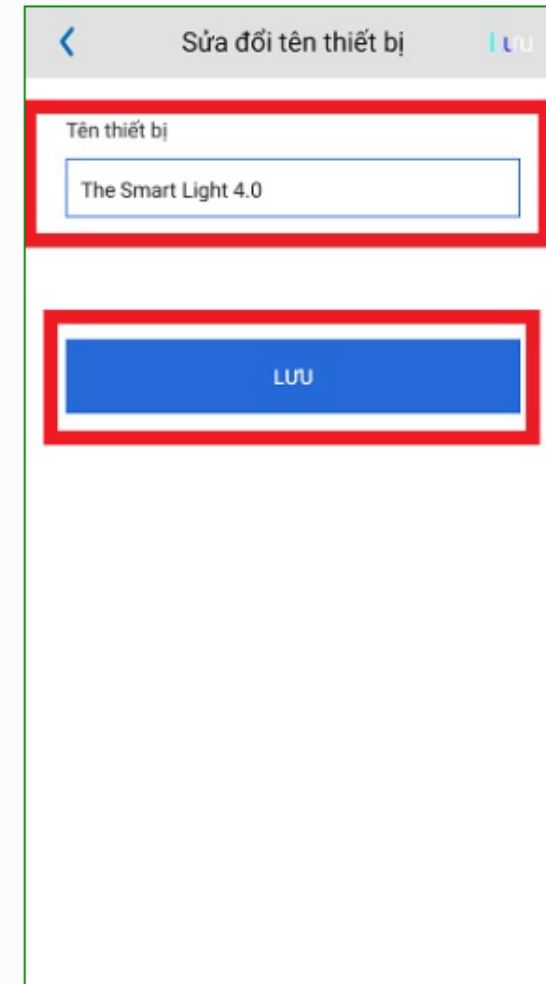 Sửa đổi tên thiết bị
Lưu
Tên thiết bị
The Smart Light 4.0
LƯU